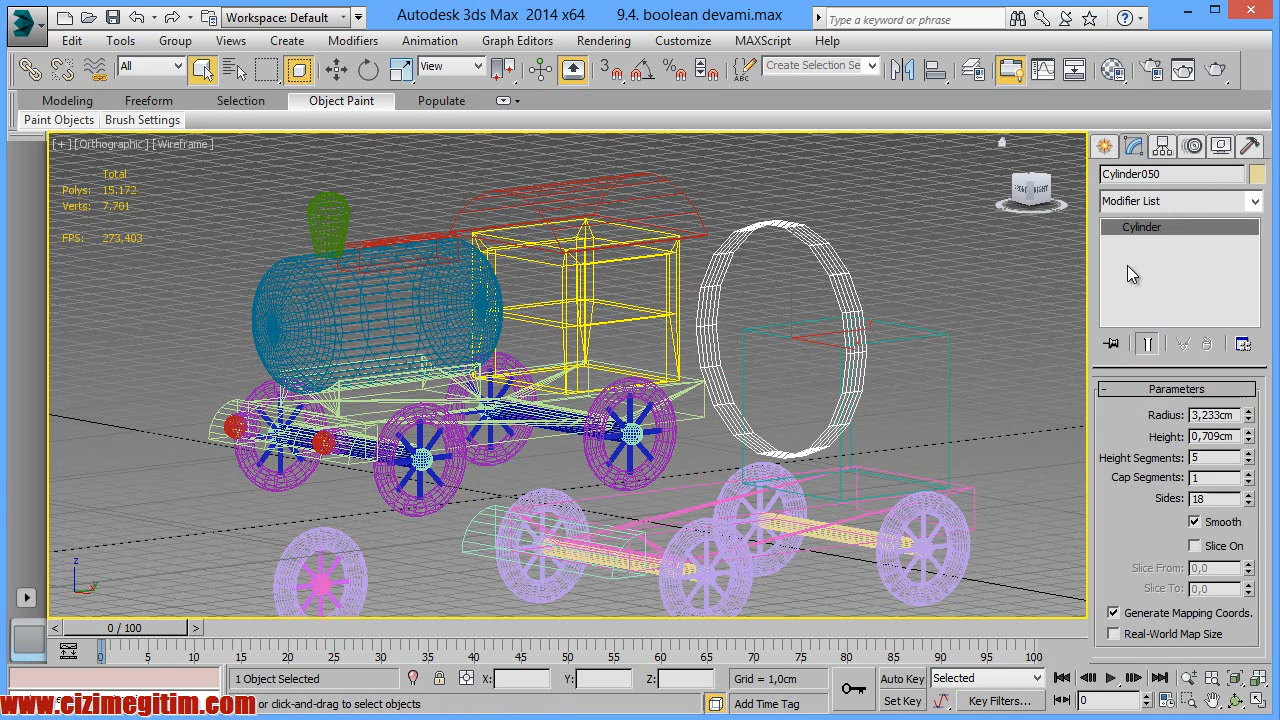 Workspace: Default
Autodesk 3ds Max 2014 x64 9.4. boolean devami.max
Type a keyword or phrase
Edit Tools Group Views Create Modifiers Animation Graph Editors Rendering Customize MAXScript Help
All View Create Selection Se
Modeling Freeform Selection Object Paint Populate
Paint Objects Brush Settings
[+] [Orthographic] [Wireframe]
Total
Polys: 15.172
Verts: 7.701
FPS: 273,403
Cylinder050
Modifier List
Cylinder
Parameters
Radius: 3,233cm
Height: 0,709cm
Height Segments: 5
Cap Segments: 1
Sides: 18
Smooth
Slice On
Slice From: 0,0
Slice To: 0,0
Generate Mapping Coords.
Real-World Map Size
z
< 0 / 100 >
0 5 10 15 20 25 30 35 40 45 50 55 60 65 70 75 80 85 90 95 100
1 Object Selected X: Y: Z: Grid = 1,0cm Auto Key Selected
or click-and-drag to select objects Add Time Tag Set Key Key Filters... 0
www.cizimegitim.com